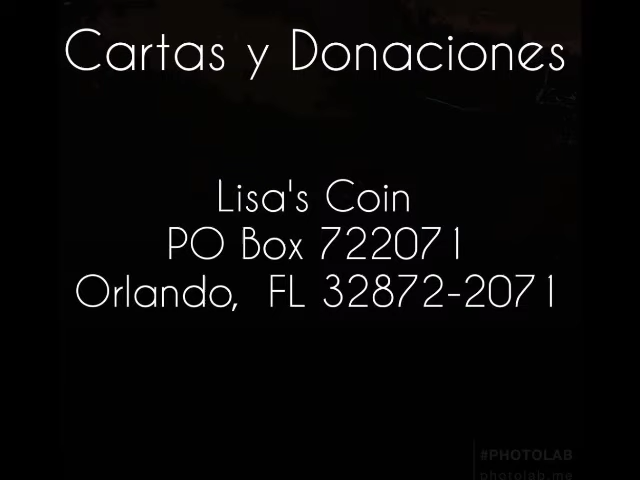 Cartas y Donaciones
Lisa's Coin
PO Box 722071
Orlando, FL 32872-2071
#PHOTOLAB
photolab.me